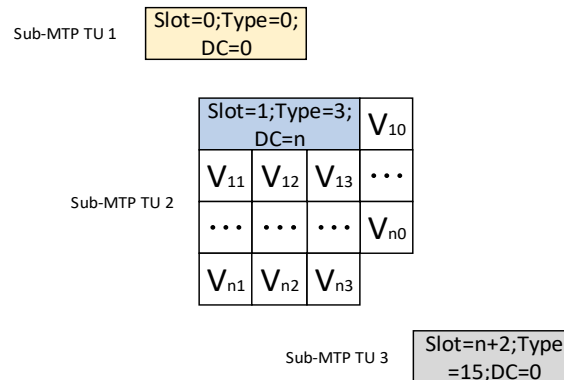 Sub-MTP TU 1
Slot=0;Type=0;
DC=0
Slot=1;Type=3;
DC=n
V10
V11 V12 V13 ···
Sub-MTP TU 2
··· ··· ··· Vn0
Vn1 Vn2 Vn3
Sub-MTP TU 3
Slot=n+2;Type
=15;DC=0